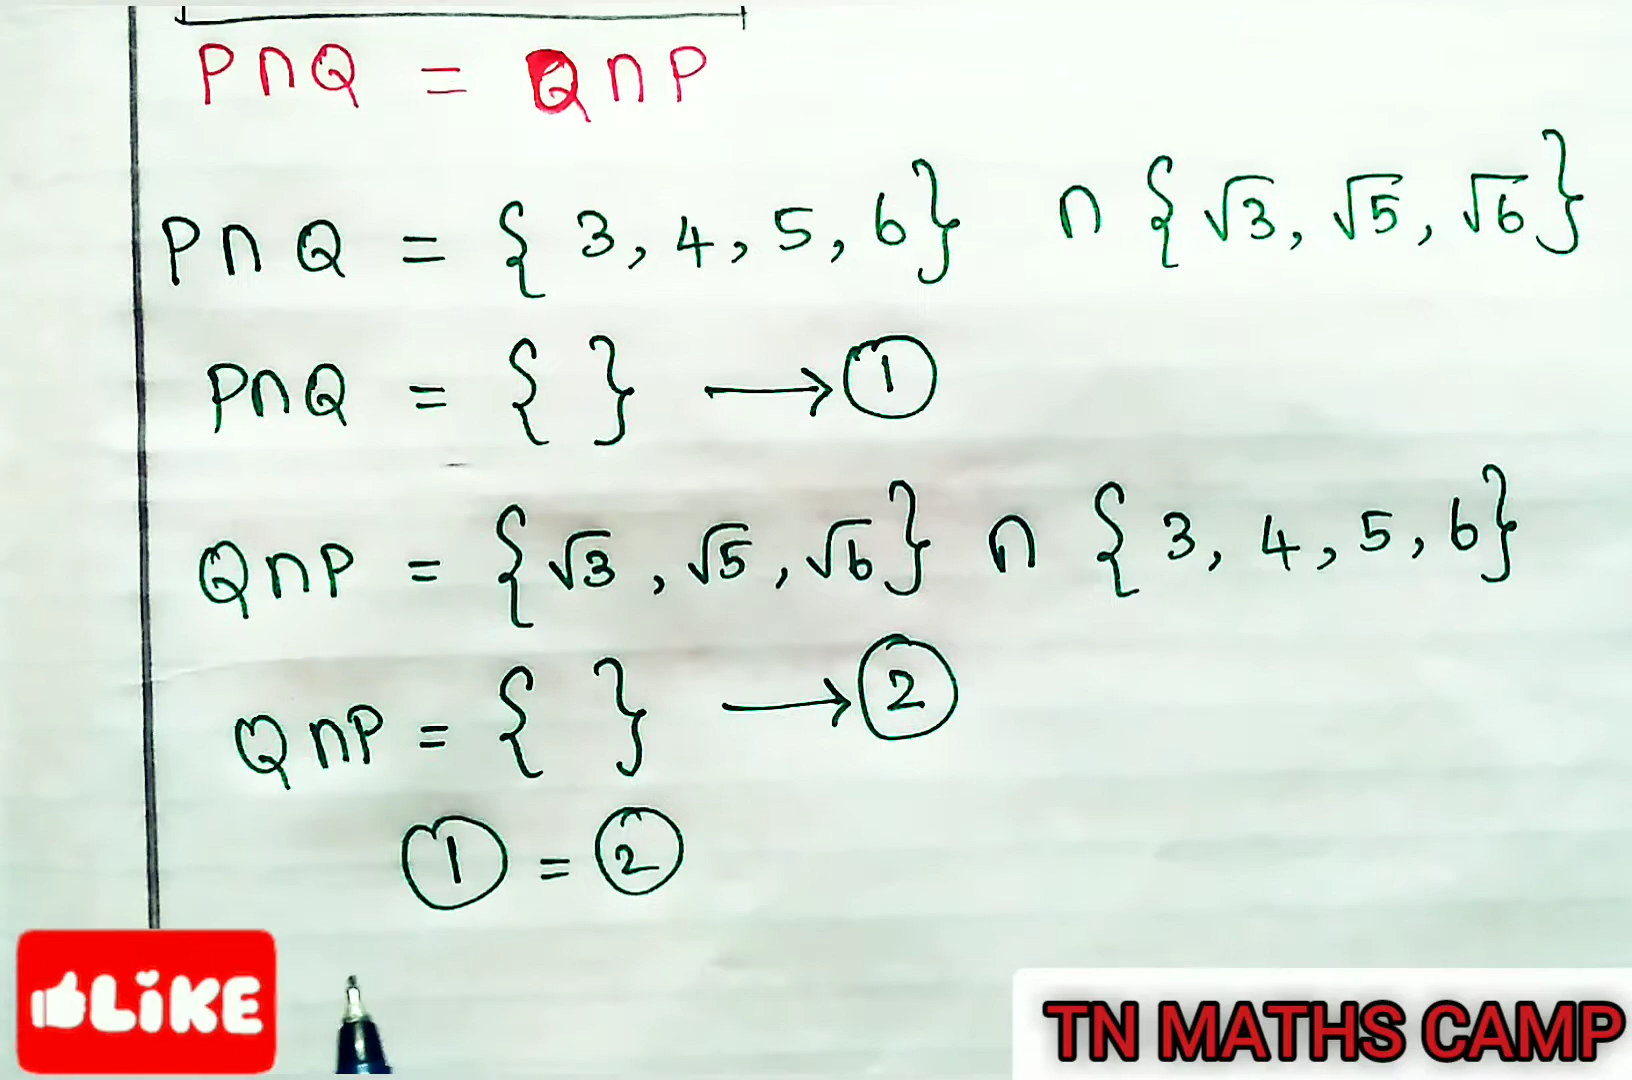 P∩Q = Q∩P
P∩Q = { 3, 4, 5, 6} ∩ {√3, √5, √6}
P∩Q = { } → ①
Q∩P = {√3, √5, √6} ∩ { 3, 4, 5, 6}
Q∩P = { } → ②
① = ②
LiKE
TN MATHS CAMP